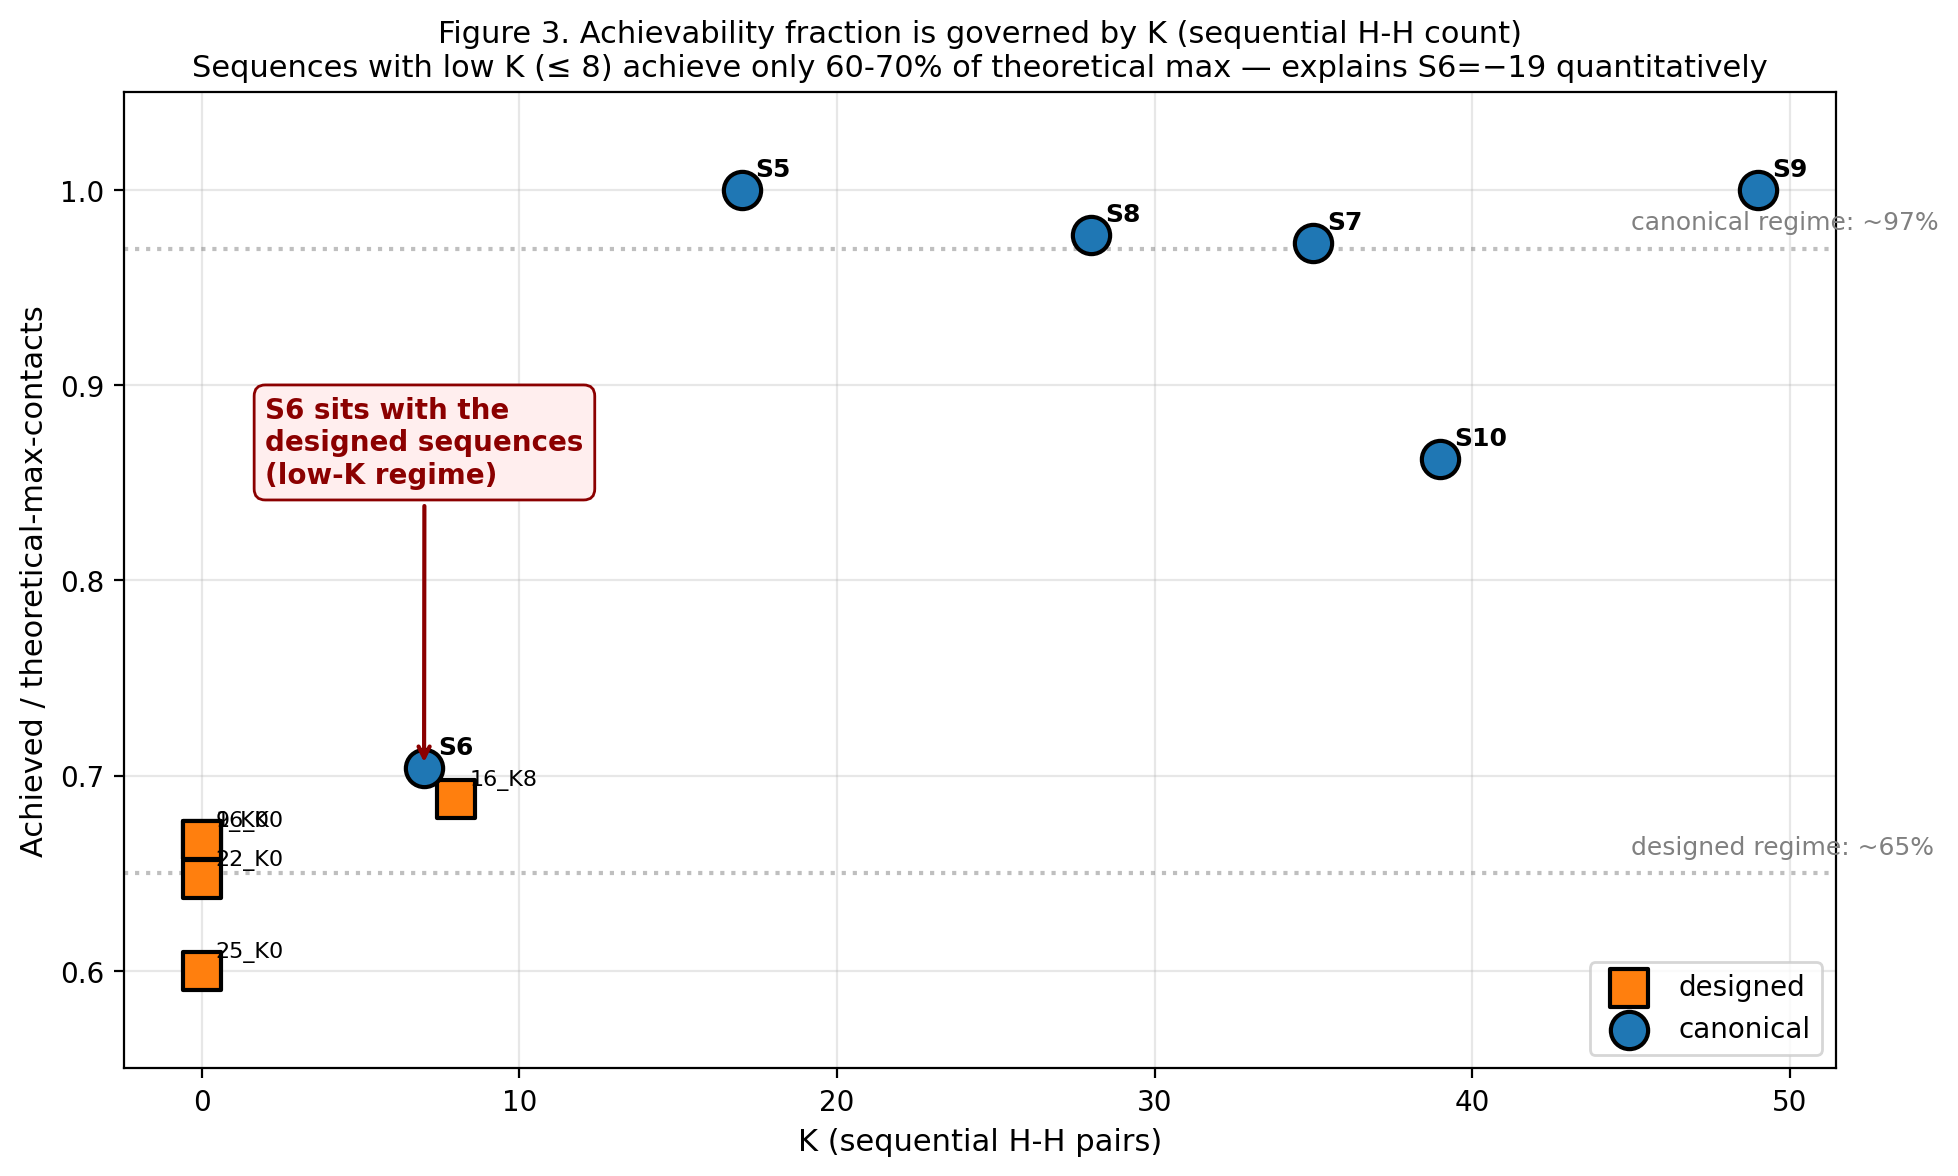 Figure 3. Achievability fraction is governed by K (sequential H-H count)
Sequences with low K (≤ 8) achieve only 60-70% of theoretical max — explains S6=−19 quantitatively
Achieved / theoretical-max-contacts
1.0
0.9
0.8
0.7
0.6
S5
S9
S8
S7
canonical regime: ~97%
S10
S6 sits with the
designed sequences
(low-K regime)
S6
16_K8
22_K0
designed regime: ~65%
25_K0
designed
canonical
0
10
20
30
40
50
K (sequential H-H pairs)